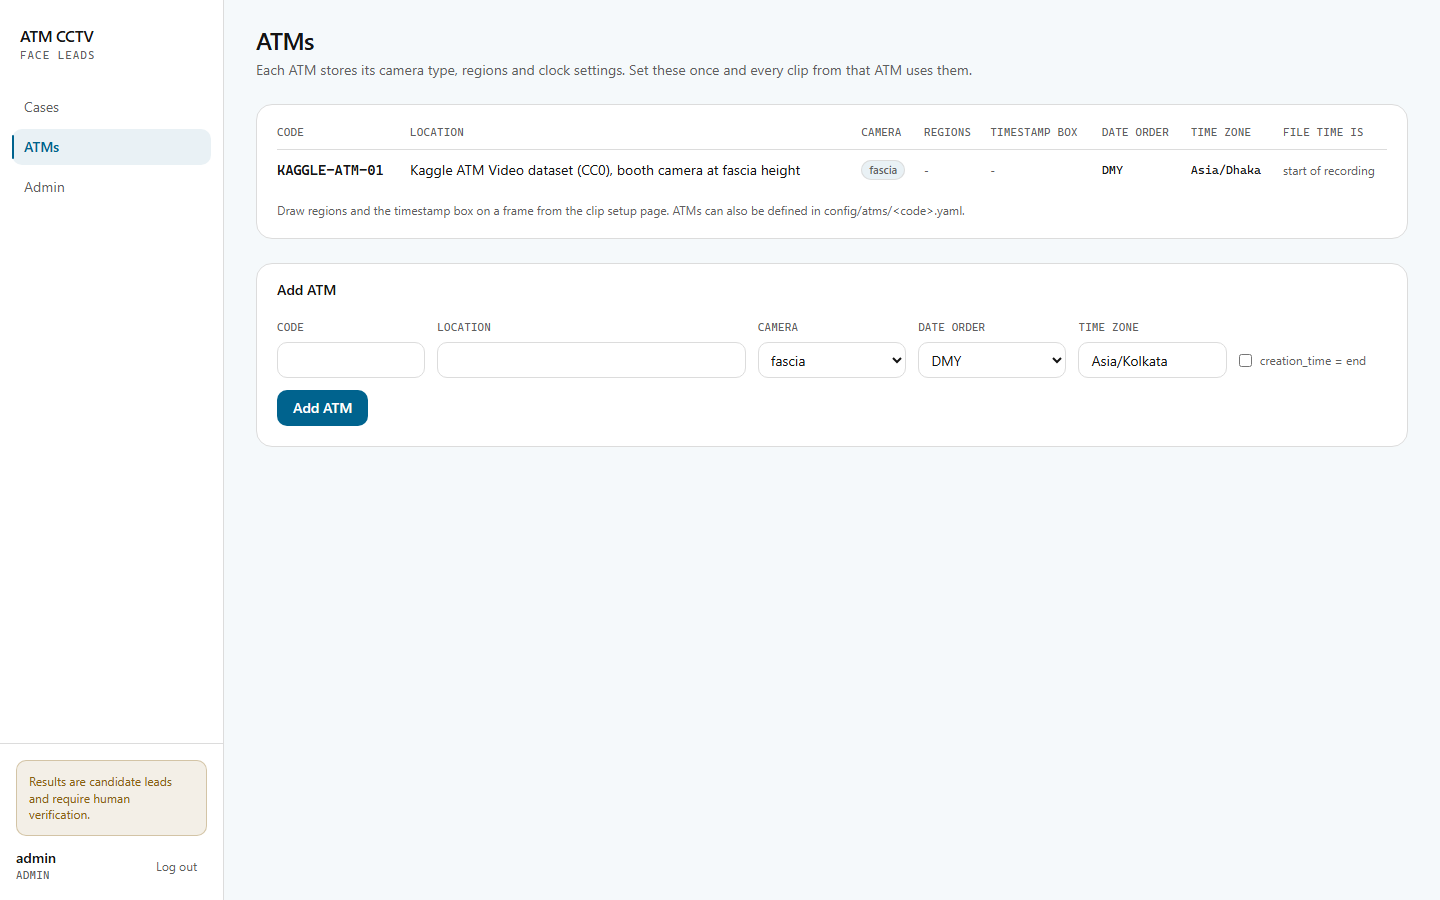 ATM CCTV
FACE LEADS
Cases
ATMs
Admin
Results are candidate leads
and require human
verification.
admin
ADMIN
Log out
ATMs
Each ATM stores its camera type, regions and clock settings. Set these once and every clip from that ATM uses them.
CODE LOCATION CAMERA REGIONS TIMESTAMP BOX DATE ORDER TIME ZONE FILE TIME IS
KAGGLE-ATM-01 Kaggle ATM Video dataset (CC0), booth camera at fascia height fascia - - DMY Asia/Dhaka start of recording
Draw regions and the timestamp box on a frame from the clip setup page. ATMs can also be defined in config/atms/<code>.yaml.
Add ATM
CODE LOCATION CAMERA DATE ORDER TIME ZONE
fascia DMY Asia/Kolkata creation_time = end
Add ATM